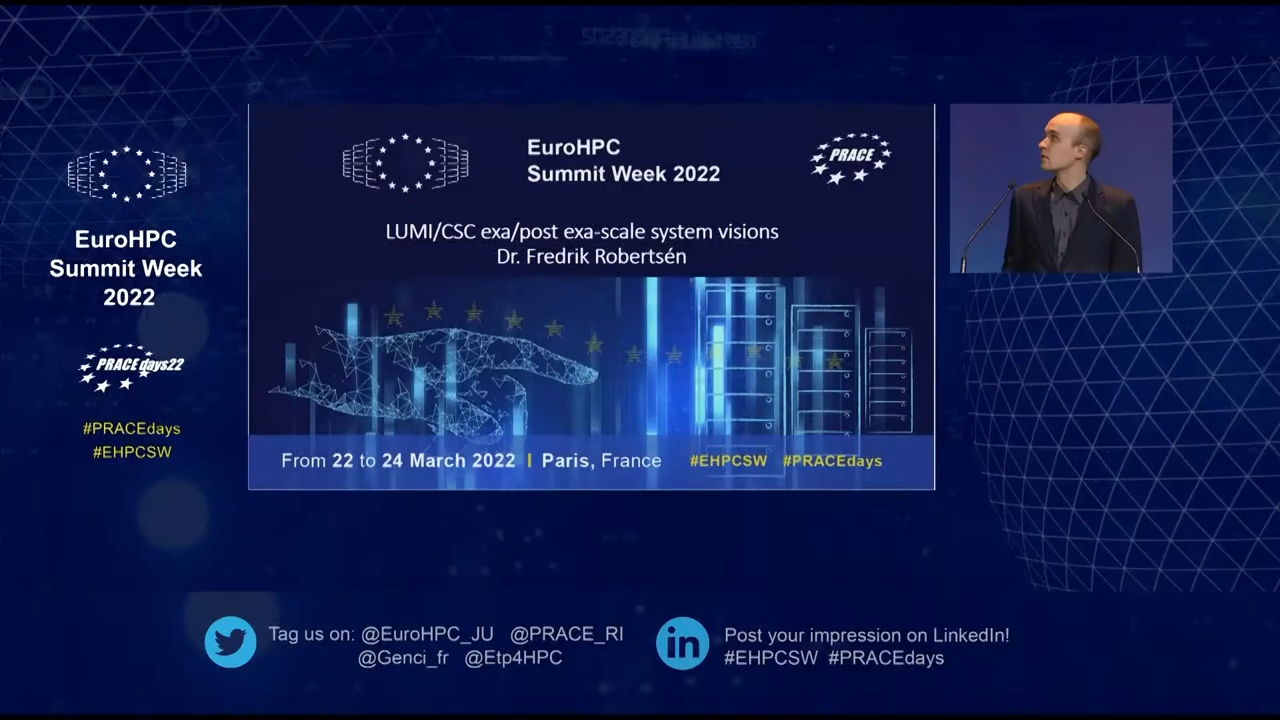 EuroHPC
Summit Week
2022
PRACEdays22
#PRACEdays
#EHPCSW
EuroHPC
Summit Week 2022
PRACE
LUMI/CSC exa/post exa-scale system visions
Dr. Fredrik Robertsén
From 22 to 24 March 2022 | Paris, France #EHPCSW #PRACEdays
Tag us on: @EuroHPC_JU @PRACE_RI
@Genci_fr @Etp4HPC
in
Post your impression on LinkedIn!
#EHPCSW #PRACEdays